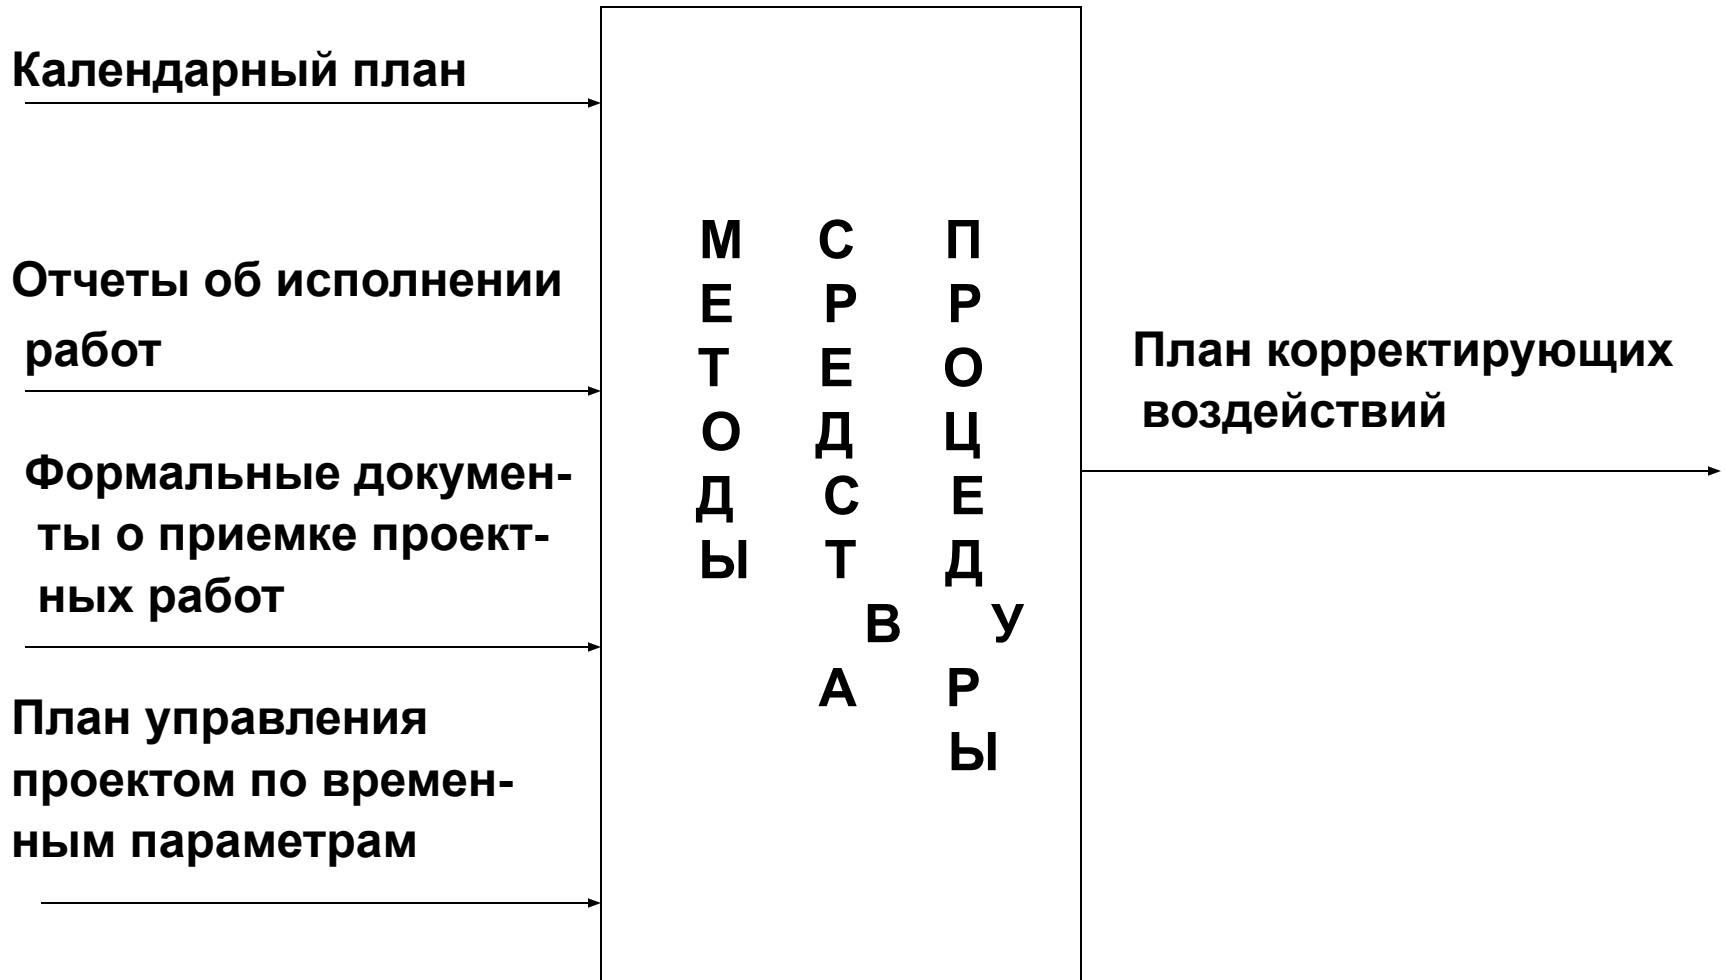 Календарный план
Отчеты об исполнении
работ
Формальные докумен-
ты о приемке проект-
ных работ
План управления
проектом по времен-
ным параметрам
М С П
Е Р Р
Т Е О
О Д Ц
Д С Е
Ы Т Д
В У
А Р
Ы
План корректирующих
воздействий